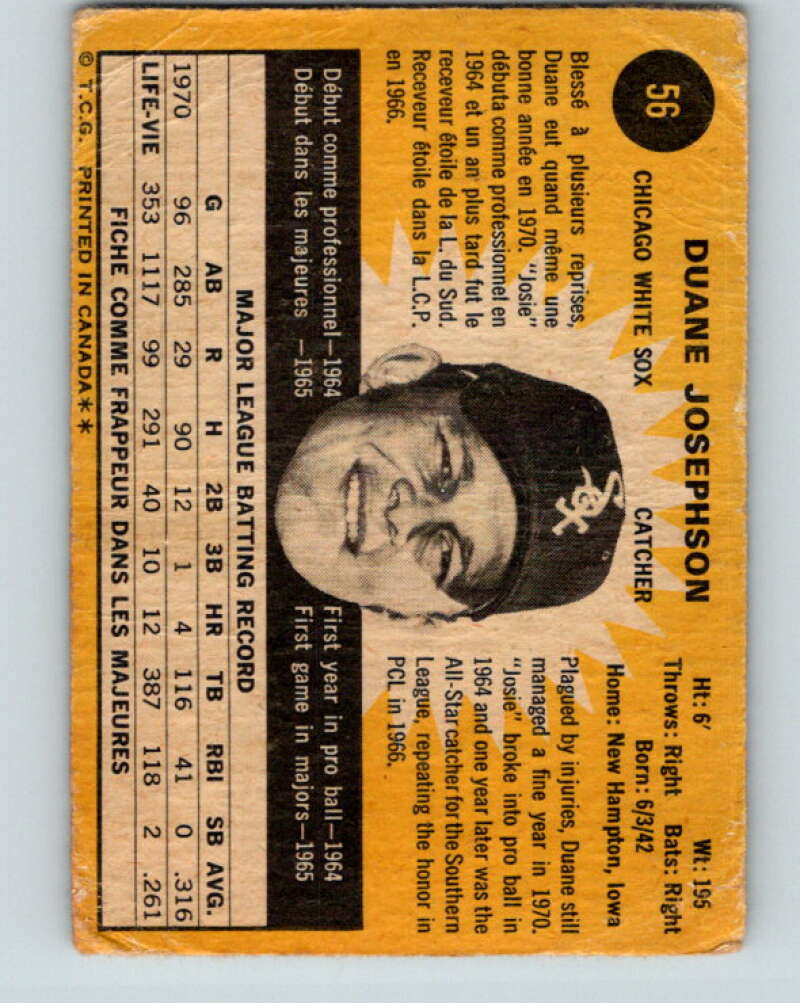 56
DUANE JOSEPHSON
CHICAGO WHITE SOX CATCHER
Ht: 6′ Wt: 195
Throws: Right Bats: Right
Born: 6/3/42
Home: New Hampton, Iowa
Blessé à plusieurs reprises,
Duane eut quand même une
bonne année en 1970. "Josie"
débuta comme professionnel en
1964 et un an plus tard fut le
receveur étoile de la L. du Sud.
Receveur étoile dans la L.C.P.
en 1966.
Plagued by injuries, Duane still
managed a fine year in 1970.
"Josie" broke into pro ball in
1964 and one year later was the
All-Star catcher for the Southern
League, repeating the honor in
PCL in 1966.
Début comme professionnel—1964
Début dans les majeures —1965
First year in pro ball—1964
First game in majors—1965
MAJOR LEAGUE BATTING RECORD
G AB R H 2B 3B HR TB RBI SB AVG.
1970 96 285 29 90 12 1 4 116 41 0 .316
LIFE-VIE 353 1117 99 291 40 10 12 387 118 2 .261
FICHE COMME FRAPPEUR DANS LES MAJEURES
© T.C.G. PRINTED IN CANADA**